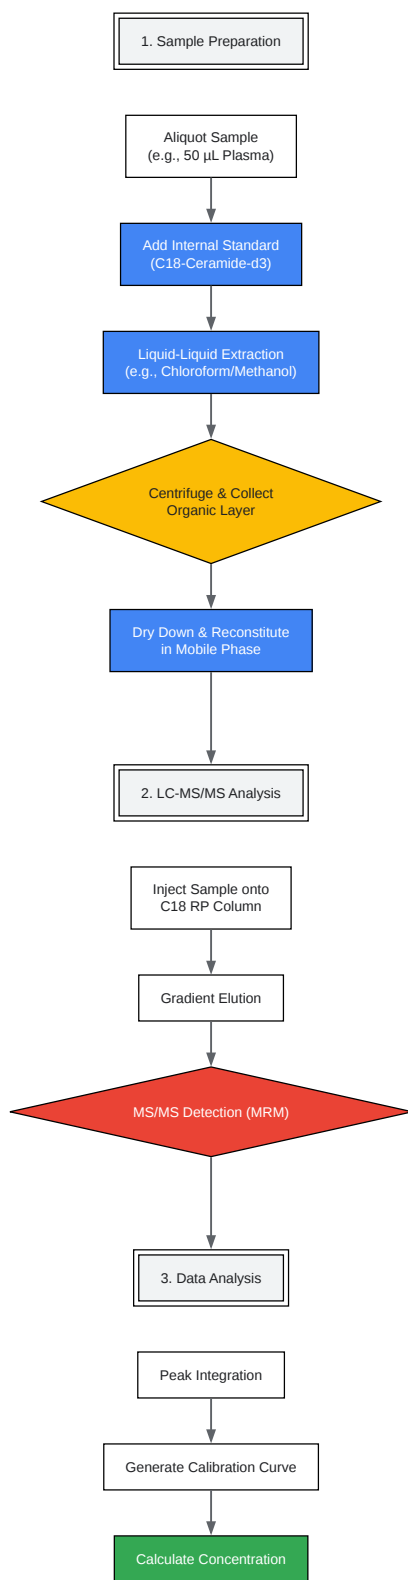 1. Sample Preparation
Aliquot Sample
(e.g., 50 µL Plasma)
Add Internal Standard
(C18-Ceramide-d3)
Liquid-Liquid Extraction
(e.g., Chloroform/Methanol)
Centrifuge & Collect
Organic Layer
Dry Down & Reconstitute
in Mobile Phase
2. LC-MS/MS Analysis
Inject Sample onto
C18 RP Column
Gradient Elution
MS/MS Detection (MRM)
3. Data Analysis
Peak Integration
Generate Calibration Curve
Calculate Concentration